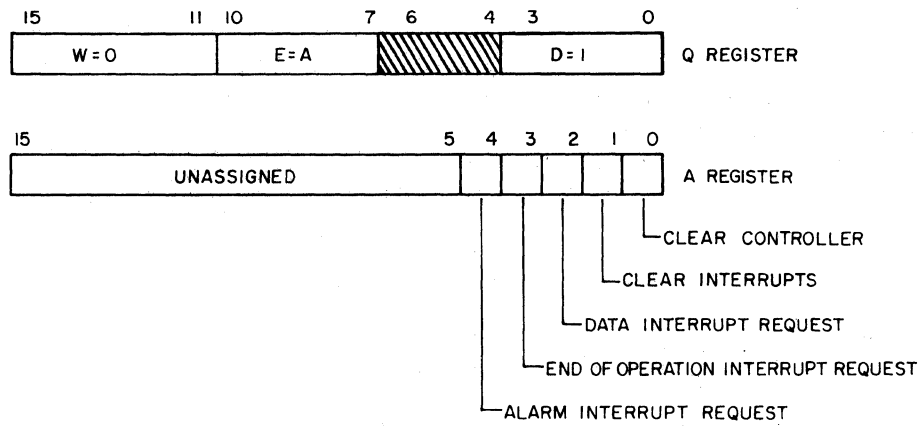 15 11 10 7 6 4 3 0
W=0 E=A D=1 Q REGISTER
15 5 4 3 2 1 0
UNASSIGNED A REGISTER
CLEAR CONTROLLER
CLEAR INTERRUPTS
DATA INTERRUPT REQUEST
END OF OPERATION INTERRUPT REQUEST
ALARM INTERRUPT REQUEST